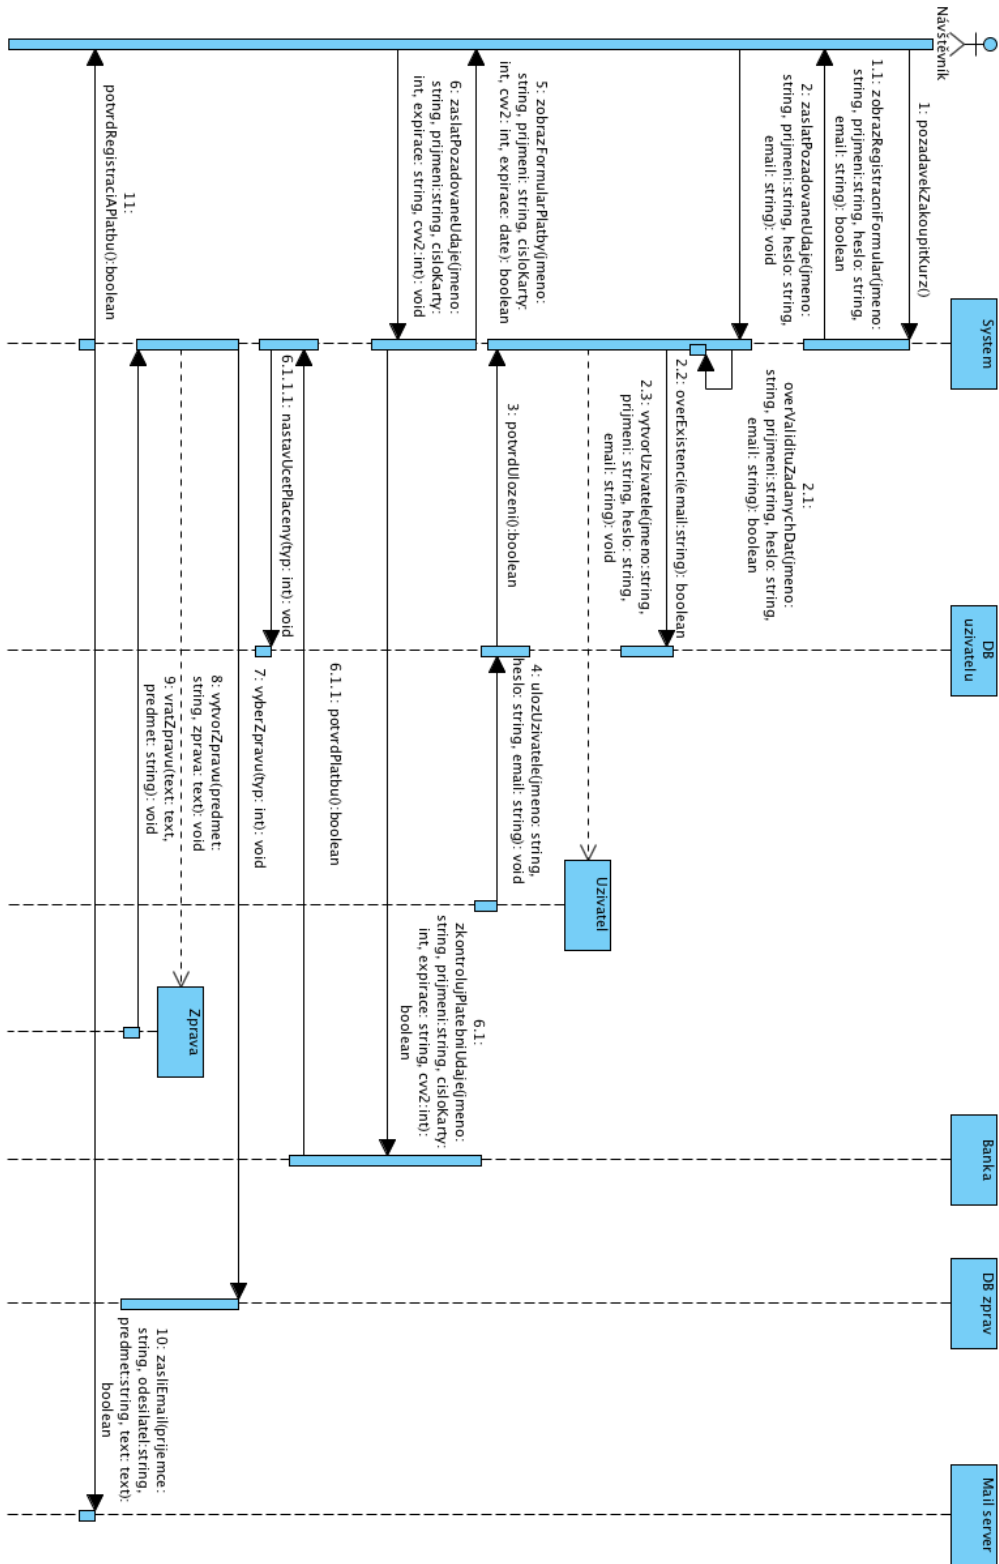 Návštěvník
System
DB
uzivatelu
Uzivatel
Zprava
Banka
DB zprav
Mail server
1: pozadavekZakoupitKurz()
1.1: zobrazRegistracniFormular(jmeno:
string, prijmeni:string, heslo: string,
email: string): boolean
2: zaslatPozadovaneUdaje(jmeno:
string, prijmeni:string, heslo: string,
email: string): void
2.1:
overValidituZadanychDat(jmeno:
string, prijmeni:string, heslo: string,
email: string): boolean
2.2: overExistenci(email:string): boolean
2.3: vytvorUzivatele(jmeno:string,
prijmeni: string, heslo: string,
email: string): void
4: ulozUzivatele(jmeno: string,
heslo: string, email: string): void
3: potvrdUlozeni():boolean
5: zobrazFormularPlatby(jmeno:
string, prijmeni: string, cisloKarty:
int, cvv2: int, expirace: date): boolean
6: zaslatPozadovaneUdaje(jmeno:
string, prijmeni:string, cisloKarty:
int, expirace: string, cvv2:int): void
6.1:
zkontrolujPlatebniUdaje(jmeno:
string, prijmeni:string, cisloKarty:
int, expirace: string, cvv2:int):
boolean
6.1.1: potvrdPlatbu():boolean
6.1.1.1: nastavUcetPlaceny(typ: int): void
7: vyberZpravu(typ: int): void
8: vytvorZpravu(predmet:
string, zprava: text): void
9: vratZpravu(text: text,
predmet: string): void
10: zasliEmail(prijemce:
string, odesilatel:string,
predmet:string, text: text):
boolean
11:
potvrdRegistraciAPlatbu():boolean